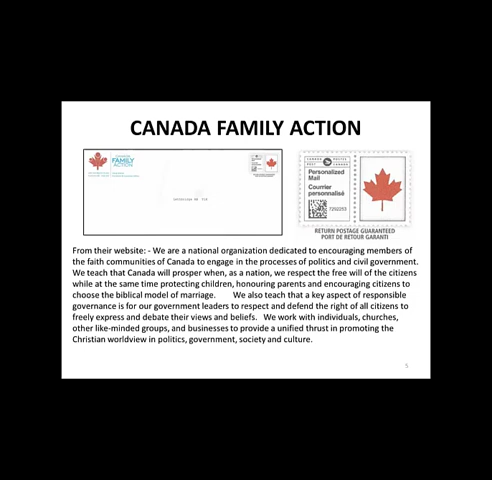 CANADA FAMILY ACTION
FAMILY
ACTION
Personalized
Mail
Courrier
personnalisé
RETURN POSTAGE GUARANTEED
PORT DE RETOUR GARANTI
From their website: - We are a national organization dedicated to encouraging members of
the faith communities of Canada to engage in the processes of politics and civil government.
We teach that Canada will prosper when, as a nation, we respect the free will of the citizens
while at the same time protecting children, honouring parents and encouraging citizens to
choose the biblical model of marriage. We also teach that a key aspect of responsible
governance is for our government leaders to respect and defend the right of all citizens to
freely express and debate their views and beliefs. We work with individuals, churches,
other like-minded groups, and businesses to provide a unified thrust in promoting the
Christian worldview in politics, government, society and culture.
5